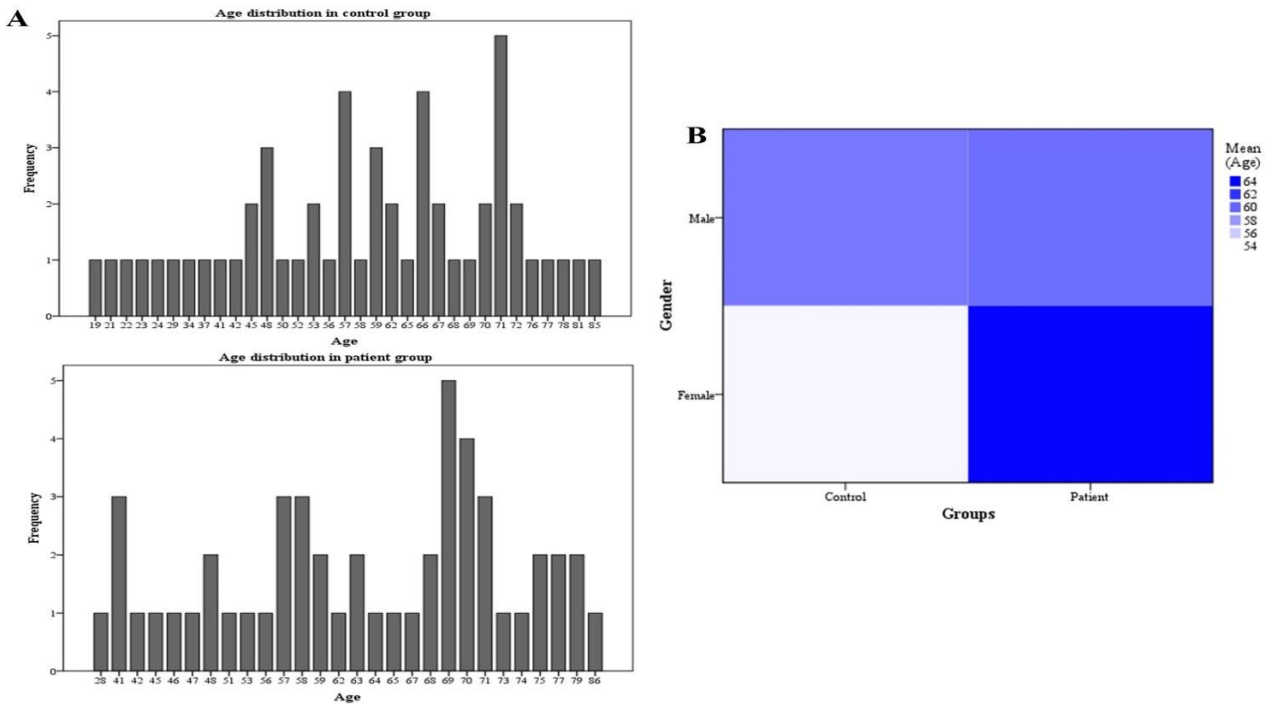 A
Age distribution in control group
Frequency
5
4
3
2
1
0
19 21 22 23 24 29 34 37 41 42 45 48 50 52 53 56 57 58 59 62 65 66 67 68 69 70 71 72 76 77 78 81 85
Age
Age distribution in patient group
Frequency
5
4
3
2
1
0
28 41 42 45 46 47 48 51 53 56 57 58 59 62 63 64 65 67 68 69 70 71 73 74 75 77 79 86
Age
B
Gender
Male
Female
Control Patient
Groups
Mean
(Age)
64
62
60
58
56
54